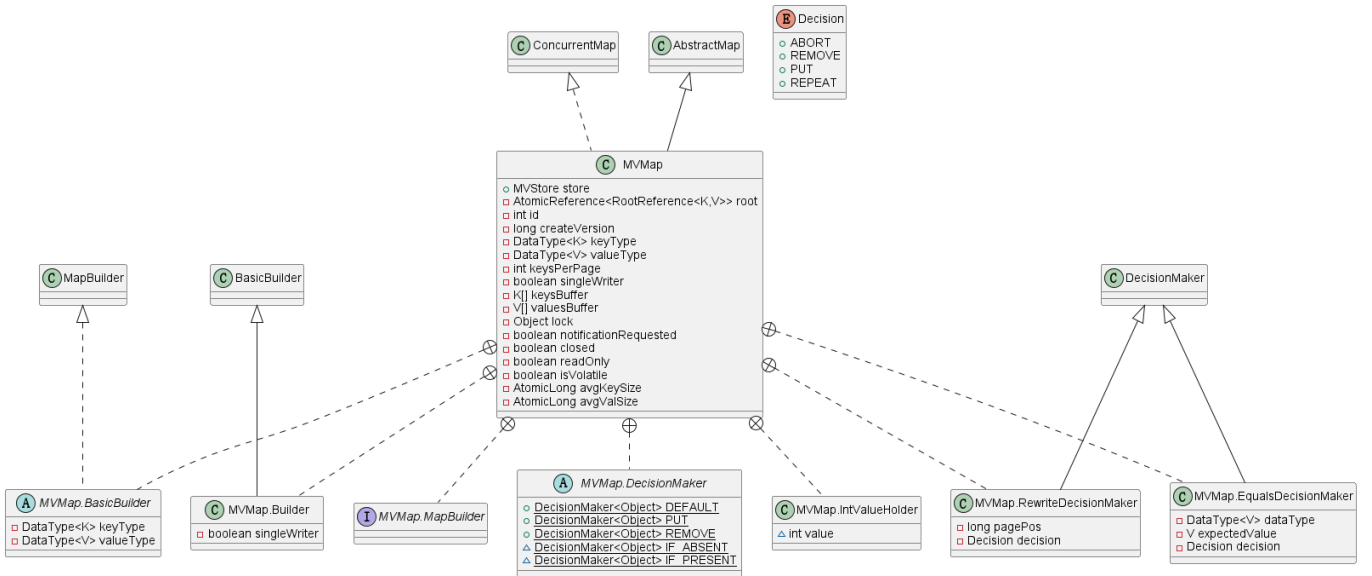 E Decision
ABORT
REMOVE
PUT
REPEAT
C ConcurrentMap
C AbstractMap
C MVMap
MVStore store
AtomicReference<RootReference<K,V>> root
int id
long createVersion
DataType<K> keyType
DataType<V> valueType
int keysPerPage
boolean singleWriter
K[] keysBuffer
V[] valuesBuffer
Object lock
boolean notificationRequested
boolean closed
boolean readOnly
boolean isVolatile
AtomicLong avgKeySize
AtomicLong avgValSize
C MapBuilder
C BasicBuilder
C DecisionMaker
A MVMap.BasicBuilder
DataType<K> keyType
DataType<V> valueType
C MVMap.Builder
boolean singleWriter
I MVMap.MapBuilder
A MVMap.DecisionMaker
DecisionMaker<Object> DEFAULT
DecisionMaker<Object> PUT
DecisionMaker<Object> REMOVE
DecisionMaker<Object> IF_ABSENT
DecisionMaker<Object> IF_PRESENT
C MVMap.IntValueHolder
int value
C MVMap.RewriteDecisionMaker
long pagePos
Decision decision
C MVMap.EqualsDecisionMaker
DataType<V> dataType
V expectedValue
Decision decision